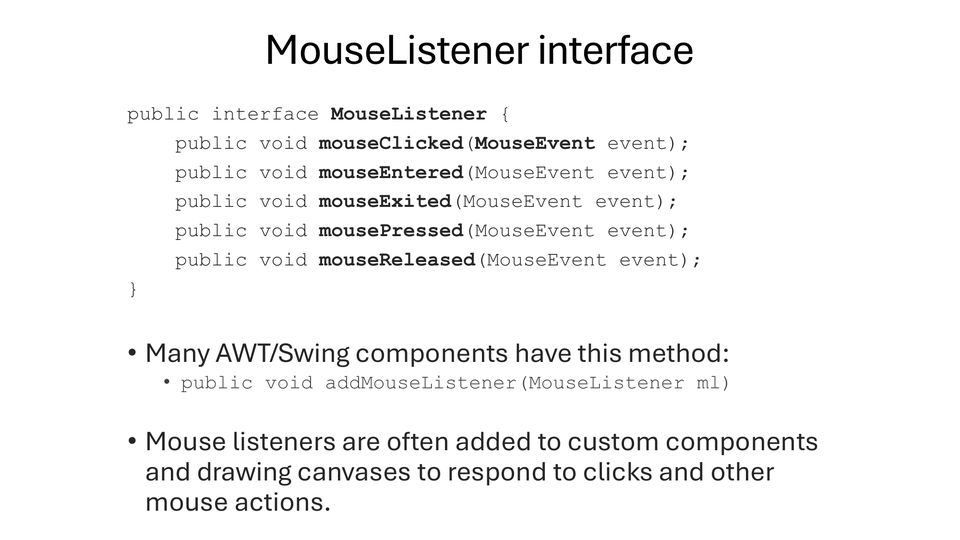 MouseListener interface
public interface MouseListener {
    public void mouseClicked(MouseEvent event);
    public void mouseEntered(MouseEvent event);
    public void mouseExited(MouseEvent event);
    public void mousePressed(MouseEvent event);
    public void mouseReleased(MouseEvent event);
}
• Many AWT/Swing components have this method:
• public void addMouseListener(MouseListener ml)
• Mouse listeners are often added to custom components
and drawing canvases to respond to clicks and other
mouse actions.